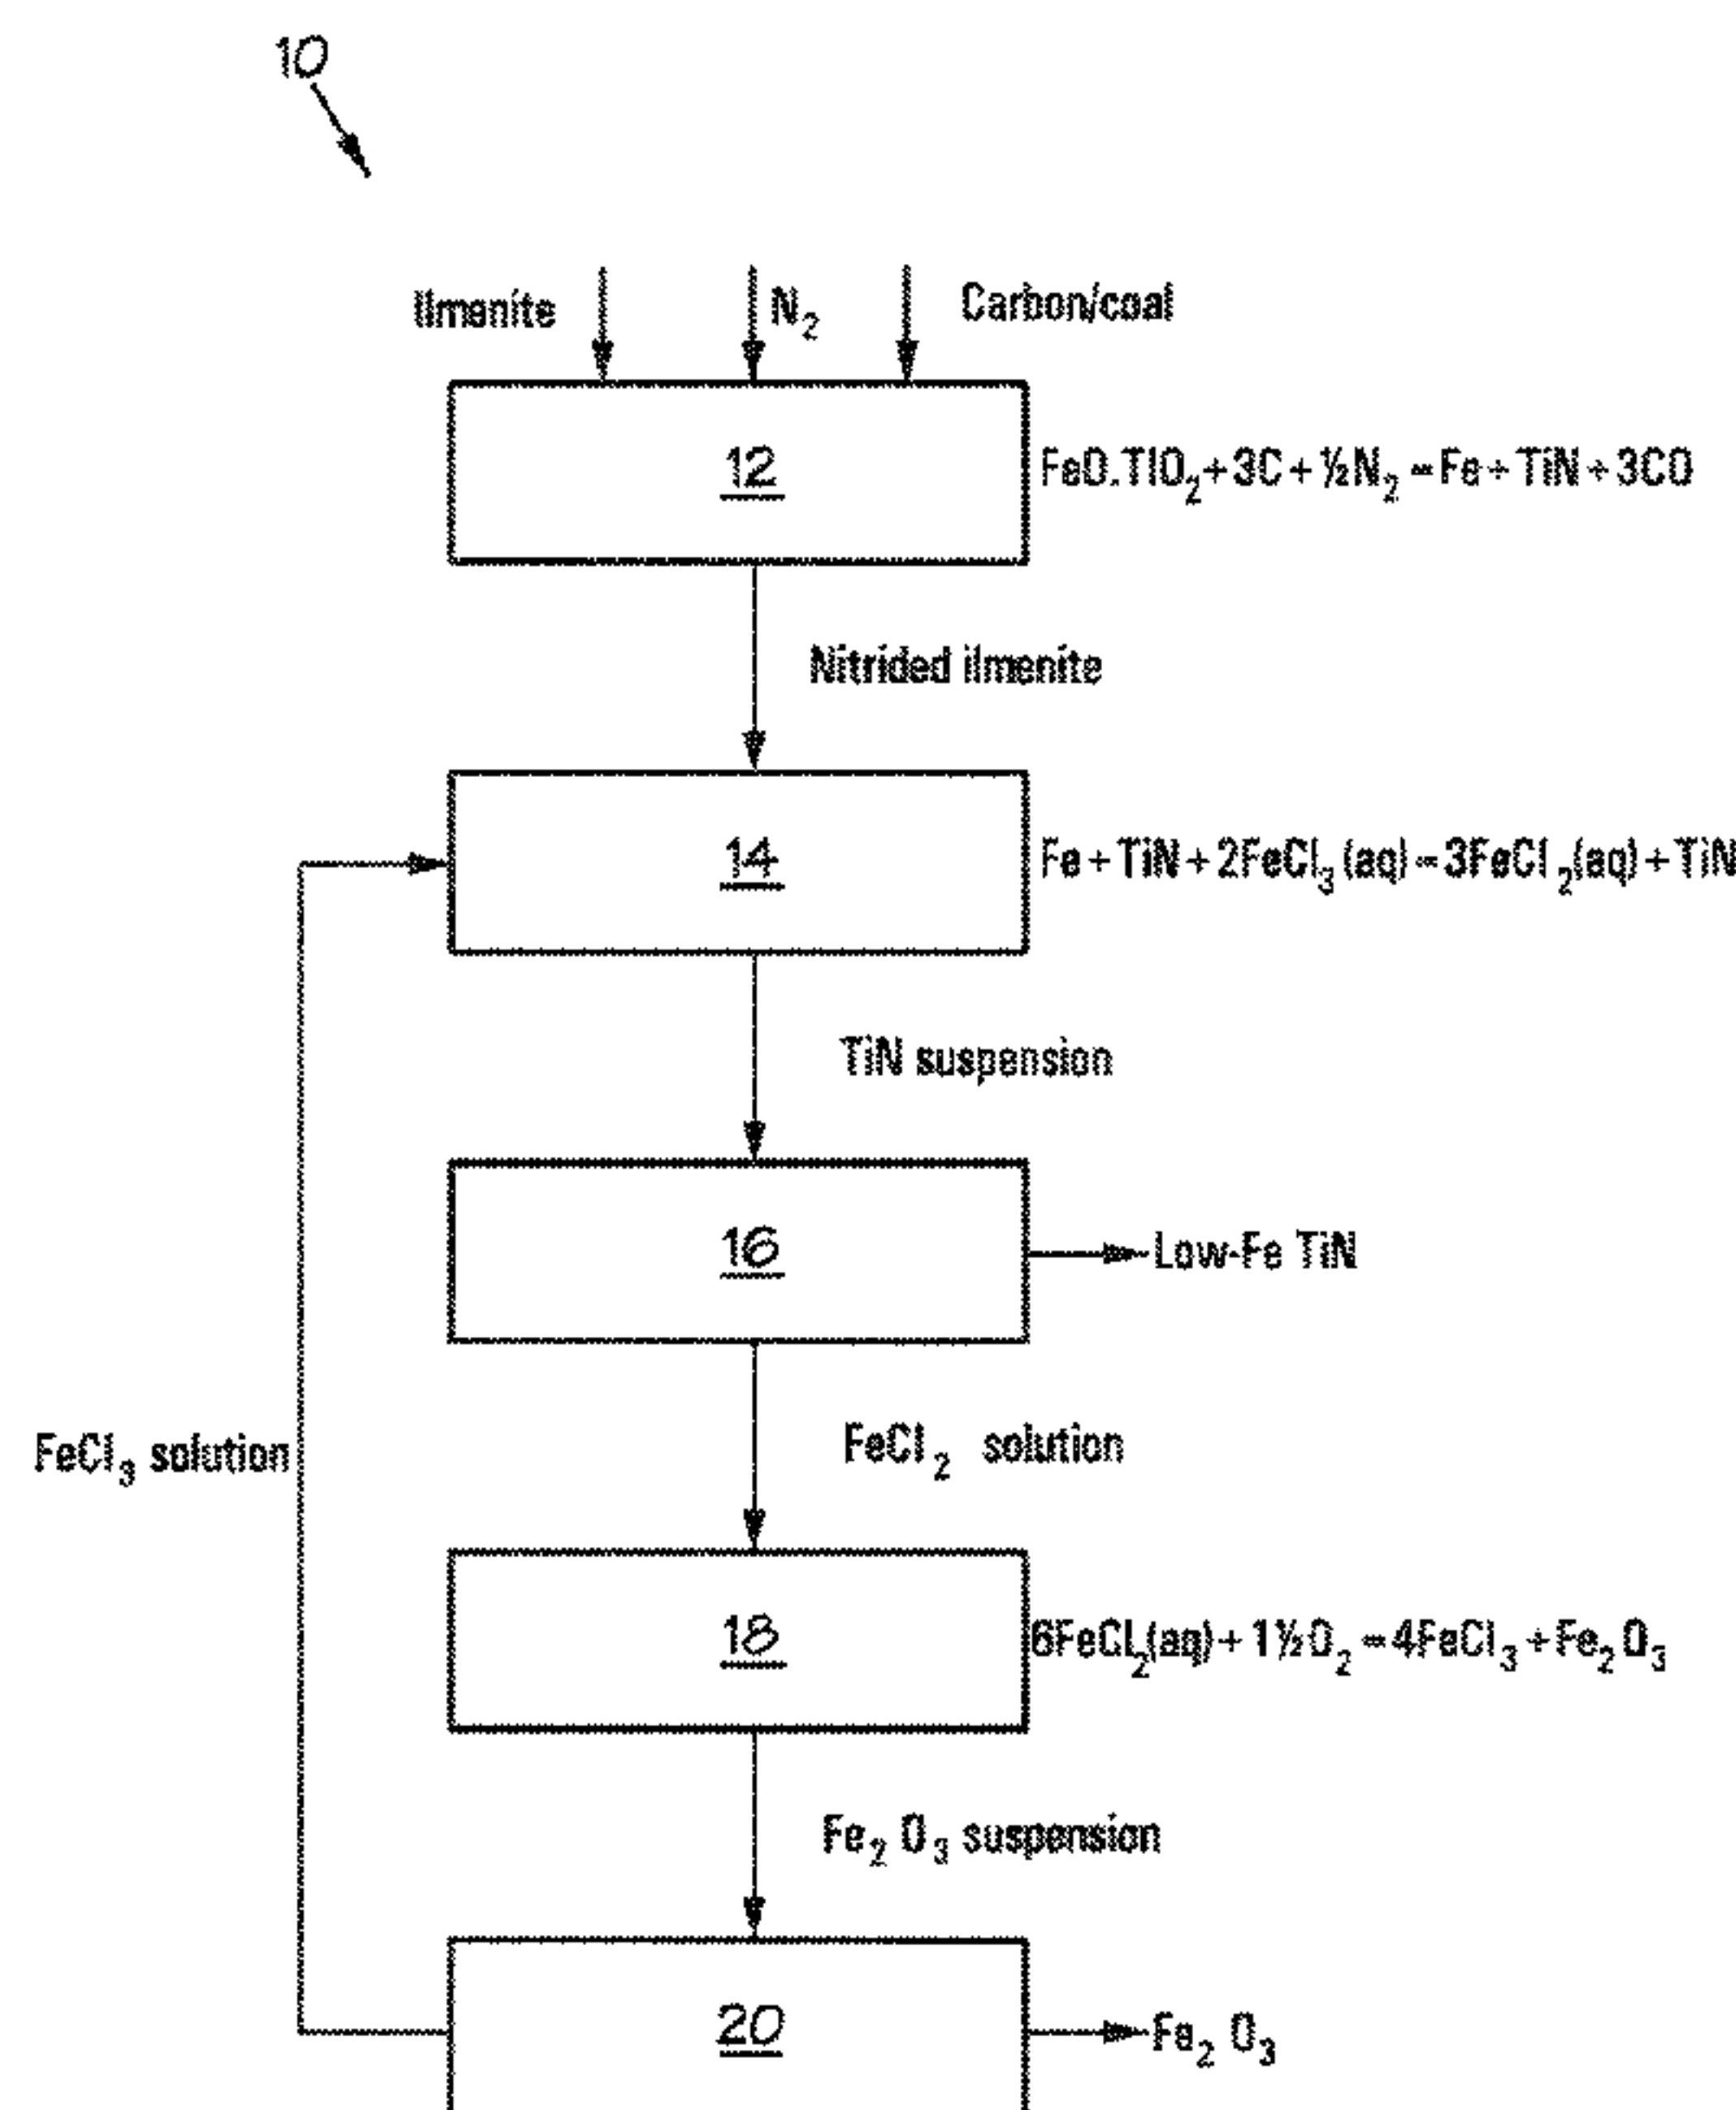 10
Ilmenite
N₂
Carbon/coal
12
FeO.TiO₂+3C+½N₂=Fe+TiN+3CO
Nitrided ilmenite
14
Fe+TiN+2FeCl₃(aq)=3FeCl₂(aq)+TiN
TiN suspension
16
Low-Fe TiN
FeCl₂ solution
FeCl₃ solution
18
6FeCL₂(aq)+1½O₂=4FeCl₃+Fe₂O₃
Fe₂O₃ suspension
20
Fe₂O₃